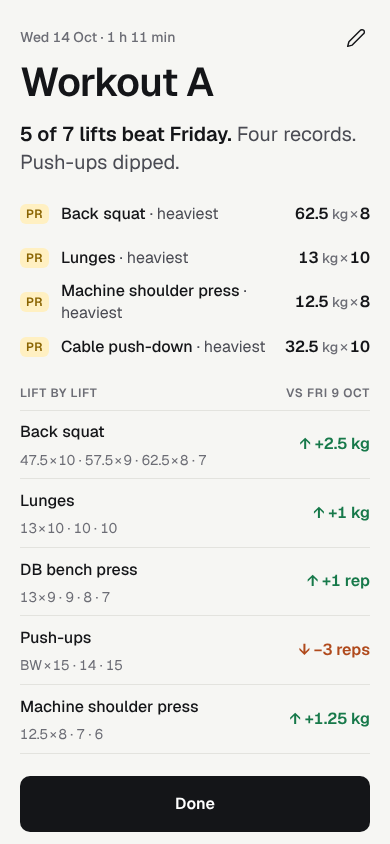 Wed 14 Oct · 1 h 11 min
Workout A
5 of 7 lifts beat Friday. Four records.
Push-ups dipped.
PR Back squat · heaviest 62.5 kg×8
PR Lunges · heaviest 13 kg×10
PR Machine shoulder press · heaviest 12.5 kg×8
PR Cable push-down · heaviest 32.5 kg×10
LIFT BY LIFT VS FRI 9 OCT
Back squat
47.5×10 · 57.5×9 · 62.5×8 · 7
↑ +2.5 kg
Lunges
13×10 · 10 · 10
↑ +1 kg
DB bench press
13×9 · 9 · 8 · 7
↑ +1 rep
Push-ups
BW×15 · 14 · 15
↓ −3 reps
Machine shoulder press
12.5×8 · 7 · 6
↑ +1.25 kg
Done